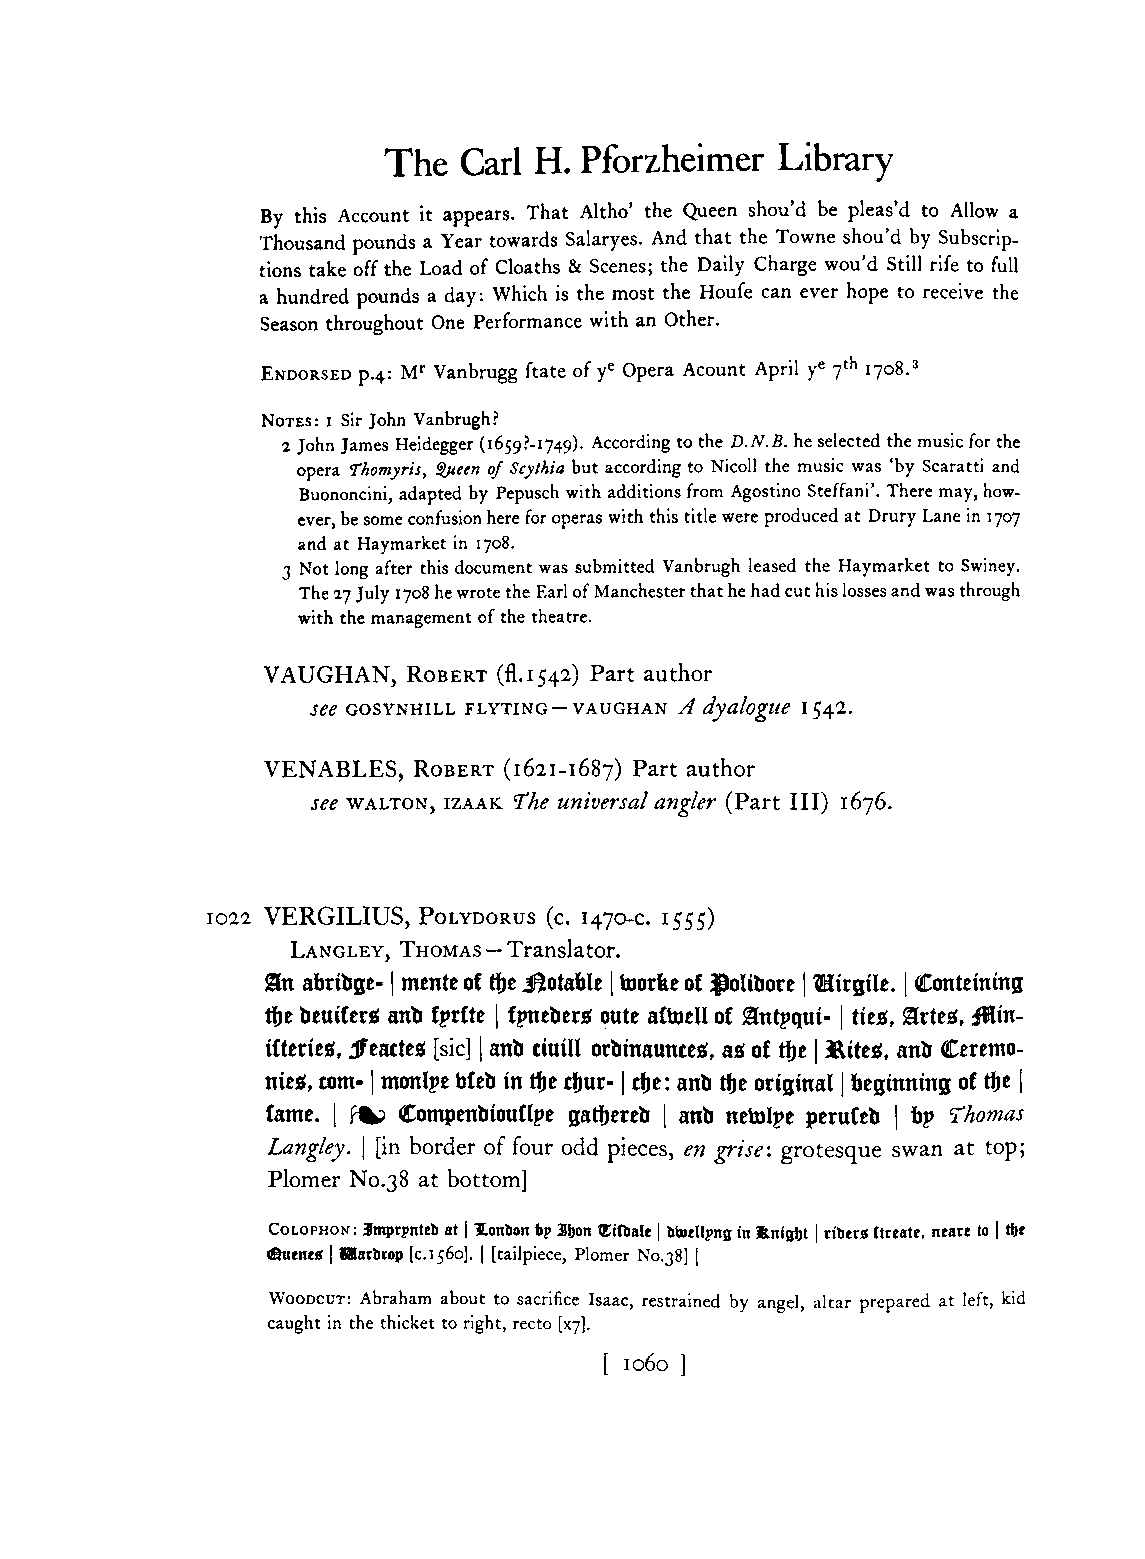 The Carl H. Pforzheimer Library
By this Account it appears. That Altho' the Queen shou'd be pleas'd to Allow a
Thousand pounds a Year towards Salaryes. And that the Towne shou'd by Subscrip-
tions take off the Load of Cloaths & Scenes; the Daily Charge wou'd Still rife to full
a hundred pounds a day: Which is the most the Houſe can ever hope to receive the
Season throughout One Performance with an Other.
ENDORSED p.4: Mʳ Vanbrugg ſtate of yᵉ Opera Acount April yᵉ 7ᵗʰ 1708.³
NOTES: 1 Sir John Vanbrugh?
2 John James Heidegger (1659?-1749). According to the D.N.B. he selected the music for the
opera Thomyris, Queen of Scythia but according to Nicoll the music was 'by Scaratti and
Buononcini, adapted by Pepusch with additions from Agostino Steffani'. There may, how-
ever, be some confusion here for operas with this title were produced at Drury Lane in 1707
and at Haymarket in 1708.
3 Not long after this document was submitted Vanbrugh leased the Haymarket to Swiney.
The 27 July 1708 he wrote the Earl of Manchester that he had cut his losses and was through
with the management of the theatre.
VAUGHAN, ROBERT (fl.1542) Part author
see GOSYNHILL FLYTING—VAUGHAN A dyalogue 1542.
VENABLES, ROBERT (1621-1687) Part author
see WALTON, IZAAK The universal angler (Part III) 1676.
1022 VERGILIUS, POLYDORUS (c. 1470-c. 1555)
LANGLEY, THOMAS—Translator.
An abridge- | mente of the Notable | worke of Polidore | Virgile. | Conteining
the deuiſers and fyrſte | fyneders oute aſwell of Antyqui- | ties, Artes, Min-
iſteries, Feactes [sic] | and ciuill ordinaunces, as of the | Rites, and Ceremo-
nies, com- | monlye vſed in the chur- | che: and the original | beginning of the |
ſame. | ❧ Compendiouſlye gathered | and newlye peruſed | by Thomas
Langley. | [in border of four odd pieces, en grise: grotesque swan at top;
Plomer No.38 at bottom]
COLOPHON: Imprynted at | London by Ihon Tiſdale | dwellyng in Knight | riders ſtreate, neare to | the
Quenes | Wardrop [c.1560]. | [tailpiece, Plomer No.38] |
WOODCUT: Abraham about to sacrifice Isaac, restrained by angel, altar prepared at left, kid
caught in the thicket to right, recto [x7].
[ 1060 ]